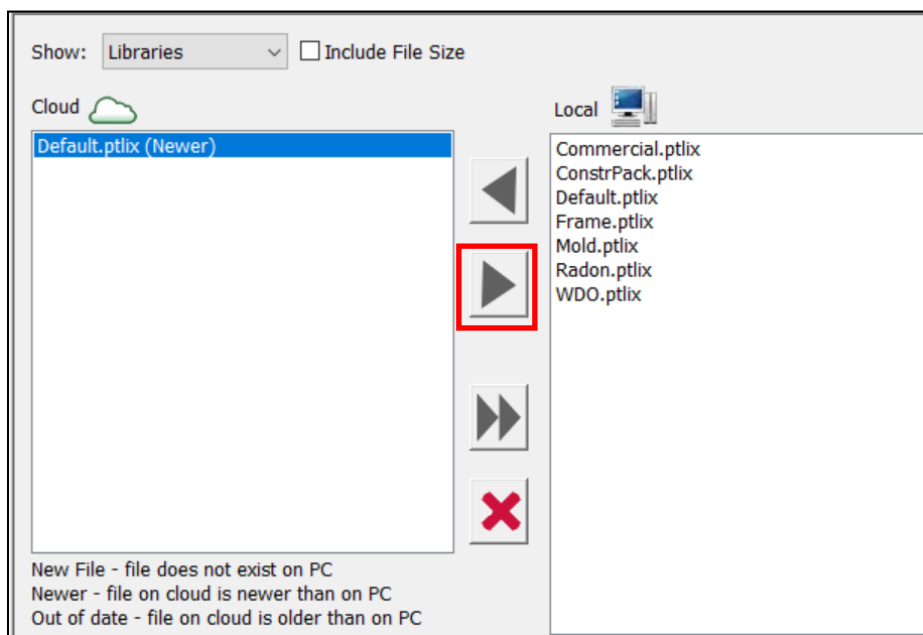 Show: Libraries Include File Size
Cloud
Default.ptlix (Newer)
New File - file does not exist on PC
Newer - file on cloud is newer than on PC
Out of date - file on cloud is older than on PC
Local
Commercial.ptlix
ConstrPack.ptlix
Default.ptlix
Frame.ptlix
Mold.ptlix
Radon.ptlix
WDO.ptlix